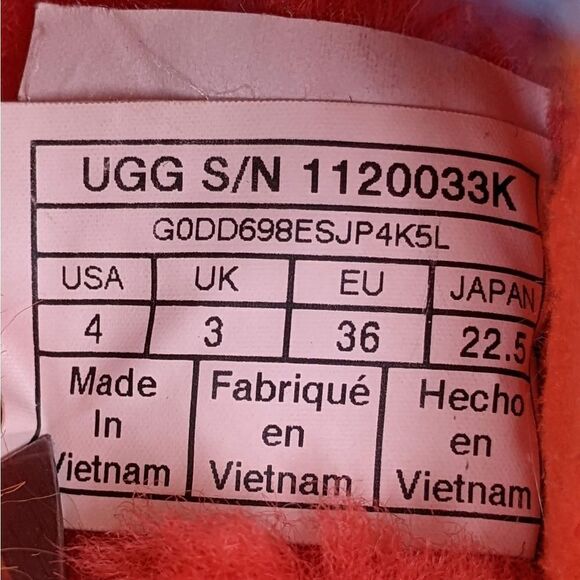 UGG S/N 1120033K
G0DD698ESJP4K5L
USA UK EU JAPAN
4 3 36 22.5
Made Fabriqué Hecho
In en en
Vietnam Vietnam Vietnam